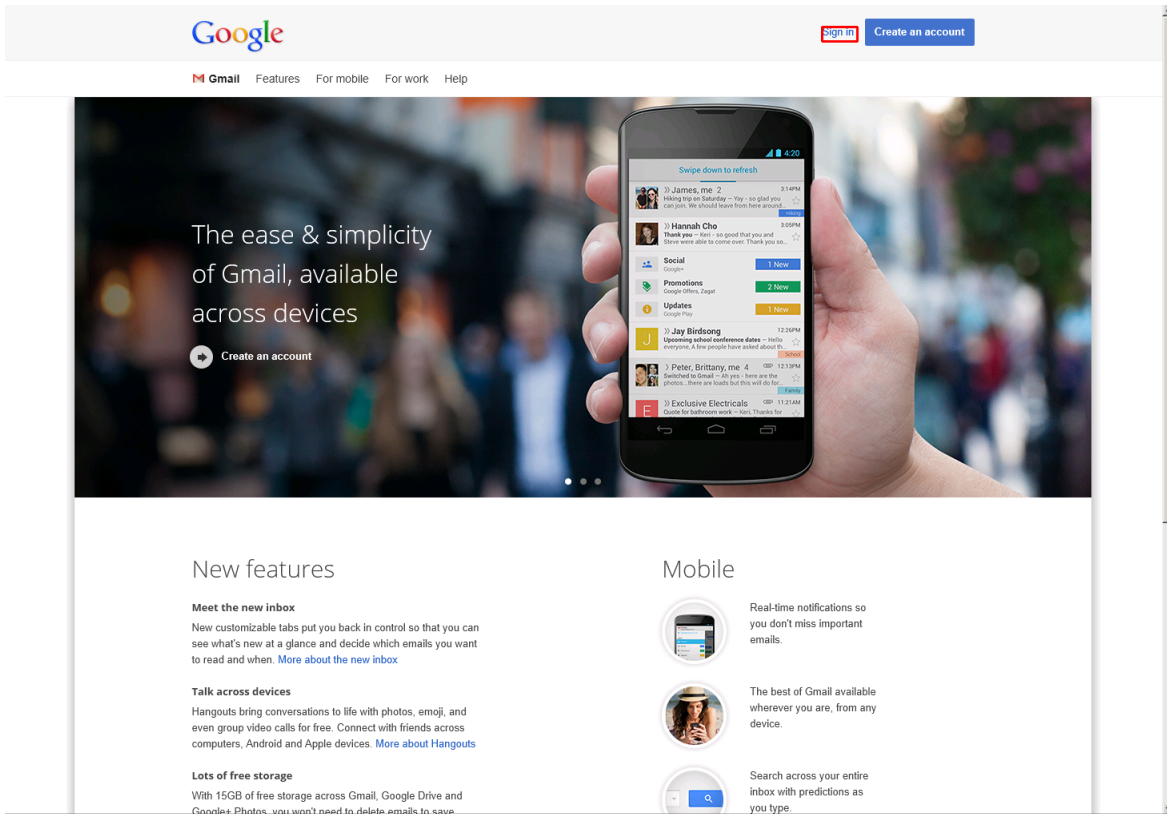 Google
Sign in
Create an account
Gmail Features For mobile For work Help
4:20
Swipe down to refresh
James, me 2 3:14PM
Hiking trip on Saturday – Yay - so glad you
can join. We should leave from here around...
Hiking
Hannah Cho 3:05PM
Thank you – Keri - so good that you and
Steve were able to come over. Thank you so...
Social
Google+
1 New
Promotions
Google Offers, Zagat
2 New
Updates
Google Play
1 New
J
Jay Birdsong 12:26PM
Upcoming school conference dates – Hello
everyone, A few people have asked about th...
School
Peter, Brittany, me 4 12:13PM
Switched to Gmail – Ah yes - here are the
photos...there are loads but this will do for...
Family
E
Exclusive Electricals 11:21AM
Quote for bathroom work – Keri, Thanks for
The ease & simplicity
of Gmail, available
across devices
Create an account
New features
Meet the new inbox
New customizable tabs put you back in control so that you can
see what's new at a glance and decide which emails you want
to read and when. More about the new inbox
Talk across devices
Hangouts bring conversations to life with photos, emoji, and
even group video calls for free. Connect with friends across
computers, Android and Apple devices. More about Hangouts
Lots of free storage
With 15GB of free storage across Gmail, Google Drive and
Google+ Photos, you won't need to delete emails to save
Mobile
Real-time notifications so
you don't miss important
emails.
The best of Gmail available
wherever you are, from any
device.
Search across your entire
inbox with predictions as
you type.